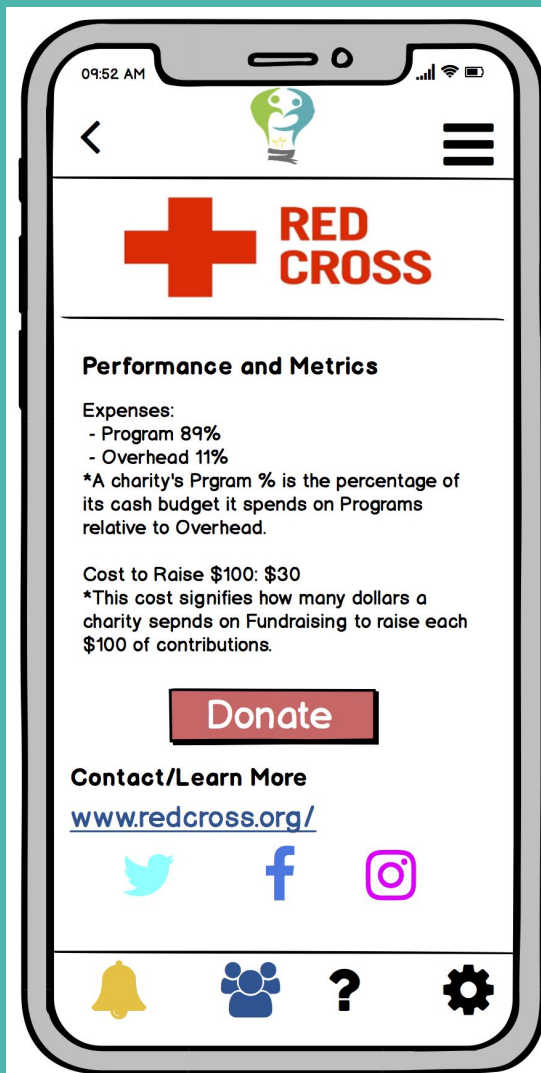 09:52 AM
RED
CROSS
Performance and Metrics
Expenses:
- Program 89%
- Overhead 11%
*A charity's Prgram % is the percentage of
its cash budget it spends on Programs
relative to Overhead.
Cost to Raise $100: $30
*This cost signifies how many dollars a
charity sepnds on Fundraising to raise each
$100 of contributions.
Donate
Contact/Learn More
www.redcross.org/
?